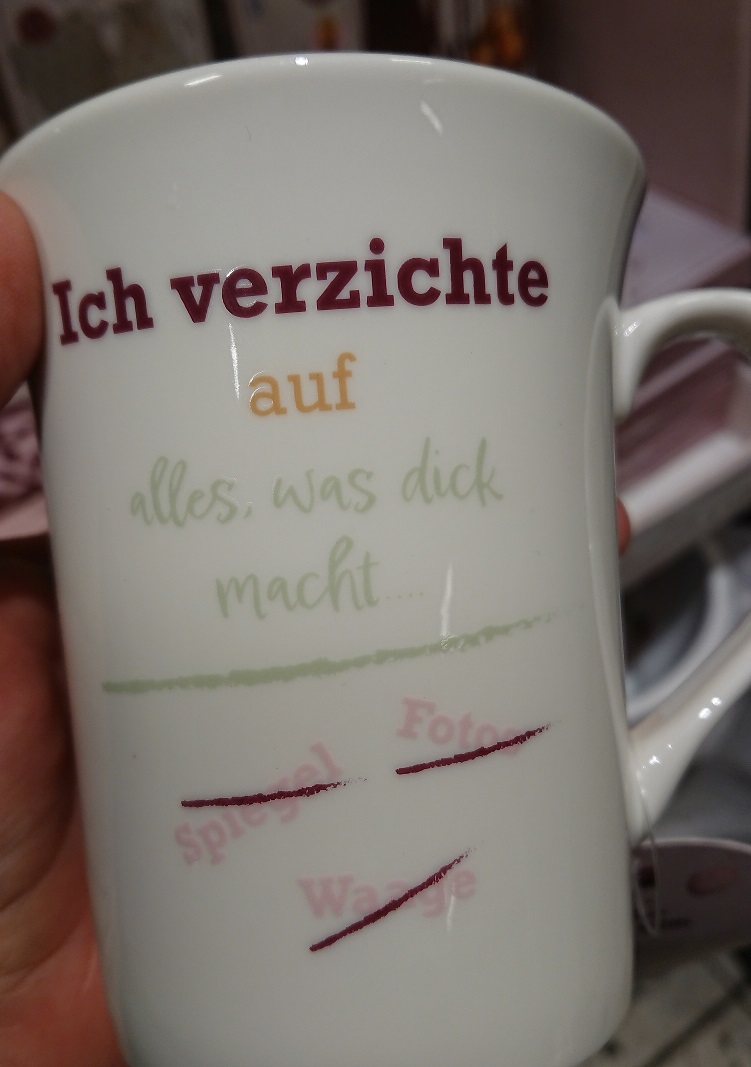 Ich verzichte
auf
alles, was dick
macht....
Fotos
Spiegel
Waage